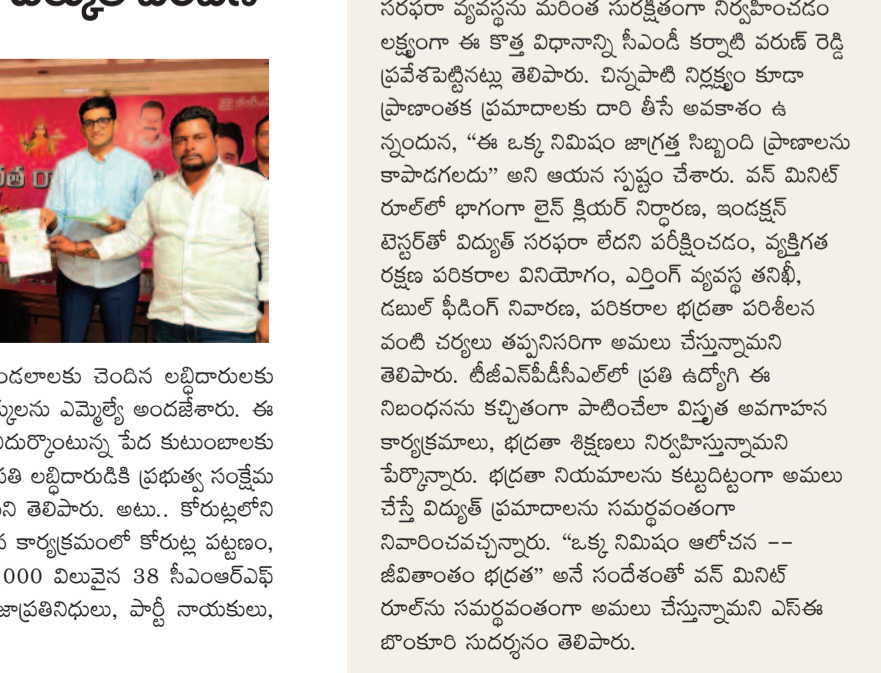 లకు చెందిన లబ్ధిదారులకు
ఎమ్మెల్యే అందజేశారు. ఈ
పేద కుటుంబాలకు
లబ్ధిదారుడికి ప్రభుత్వ సంక్షేమ
తెలిపారు. అటు.. కోరుట్లలోని
కార్యక్రమంలో కోరుట్ల పట్టణం,
000 విలువైన 38 సీఎంఆర్ఎఫ్
జాప్రతినిధులు, పార్టీ నాయకులు,
సరఫరా వ్యవస్థను మరింత సురక్షితంగా నిర్వహించడం
లక్ష్యంగా ఈ కొత్త విధానాన్ని సీఎండీ కర్నాటి వరుణ్ రెడ్డి
ప్రవేశపెట్టినట్లు తెలిపారు. చిన్నపాటి నిర్లక్ష్యం కూడా
ప్రాణాంతక ప్రమాదాలకు దారి తీసే అవకాశం ఉ
న్నందున, “ఈ ఒక్క నిమిషం జాగ్రత్త సిబ్బంది ప్రాణాలను
కాపాడగలదు” అని ఆయన స్పష్టం చేశారు. వన్ మినిట్
రూల్‌లో భాగంగా లైన్ క్లియర్ నిర్ధారణ, ఇండక్షన్
టెస్టర్‌తో విద్యుత్ సరఫరా లేదని పరీక్షించడం, వ్యక్తిగత
రక్షణ పరికరాల వినియోగం, ఎర్తింగ్ వ్యవస్థ తనిఖీ,
డబుల్ ఫీడింగ్ నివారణ, పరికరాల భద్రతా పరిశీలన
వంటి చర్యలు తప్పనిసరిగా అమలు చేస్తున్నామని
తెలిపారు. టీజీఎన్‌పీడీసీఎల్‌లో ప్రతి ఉద్యోగి ఈ
నిబంధనను కచ్చితంగా పాటించేలా విస్తృత అవగాహన
కార్యక్రమాలు, భద్రతా శిక్షణలు నిర్వహిస్తున్నామని
పేర్కొన్నారు. భద్రతా నియమాలను కట్టుదిట్టంగా అమలు
చేస్తే విద్యుత్ ప్రమాదాలను సమర్థవంతంగా
నివారించవచ్చన్నారు. “ఒక్క నిమిషం ఆలోచన --
జీవితాంతం భద్రత” అనే సందేశంతో వన్ మినిట్
రూల్‌ను సమర్థవంతంగా అమలు చేస్తున్నామని ఎస్ఈ
బొంకూరి సుదర్శనం తెలిపారు.